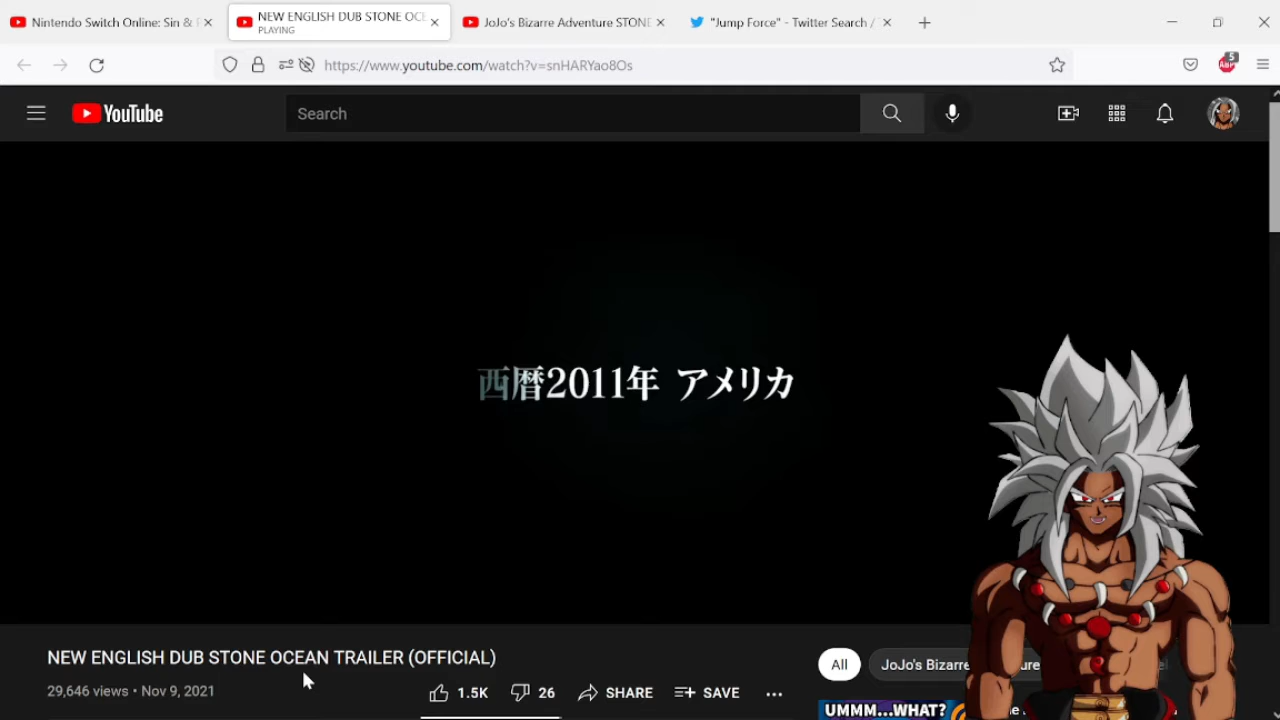 Nintendo Switch Online: Sin &
NEW ENGLISH DUB STONE OCE
PLAYING
JoJo's Bizarre Adventure STONE
"Jump Force" - Twitter Search /
https://www.youtube.com/watch?v=snHARYao8Os
5
ABP
YouTube
Search
西暦2011年 アメリカ
NEW ENGLISH DUB STONE OCEAN TRAILER (OFFICIAL)
29,646 views • Nov 9, 2021
1.5K
26
SHARE
SAVE
All
JoJo's Bizarre
UMMM...WHAT?